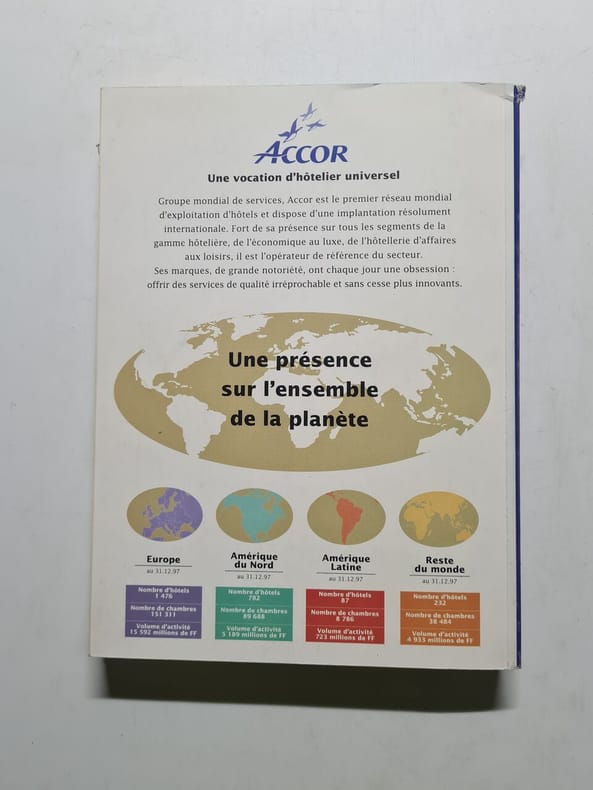 ACCOR
Une vocation d'hôtelier universel
Groupe mondial de services, Accor est le premier réseau mondial
d'exploitation d'hôtels et dispose d'une implantation résolument
internationale. Fort de sa présence sur tous les segments de la
gamme hôtelière, de l'économique au luxe, de l'hôtellerie d'affaires
aux loisirs, il est l'opérateur de référence du secteur.
Ses marques, de grande notoriété, ont chaque jour une obsession :
offrir des services de qualité irréprochable et sans cesse plus innovants.
Une présence
sur l'ensemble
de la planète
Europe
au 31.12.97
Nombre d'hôtels
1 476
Nombre de chambres
151 311
Volume d'activité
15 592 millions de FF
Amérique
du Nord
au 31.12.97
Nombre d'hôtels
782
Nombre de chambres
89 688
Volume d'activité
5 189 millions de FF
Amérique
Latine
au 31.12.97
Nombre d'hôtels
87
Nombre de chambres
8 786
Volume d'activité
723 millions de FF
Reste
du monde
au 31.12.97
Nombre d'hôtels
232
Nombre de chambres
38 484
Volume d'activité
4 933 millions de FF